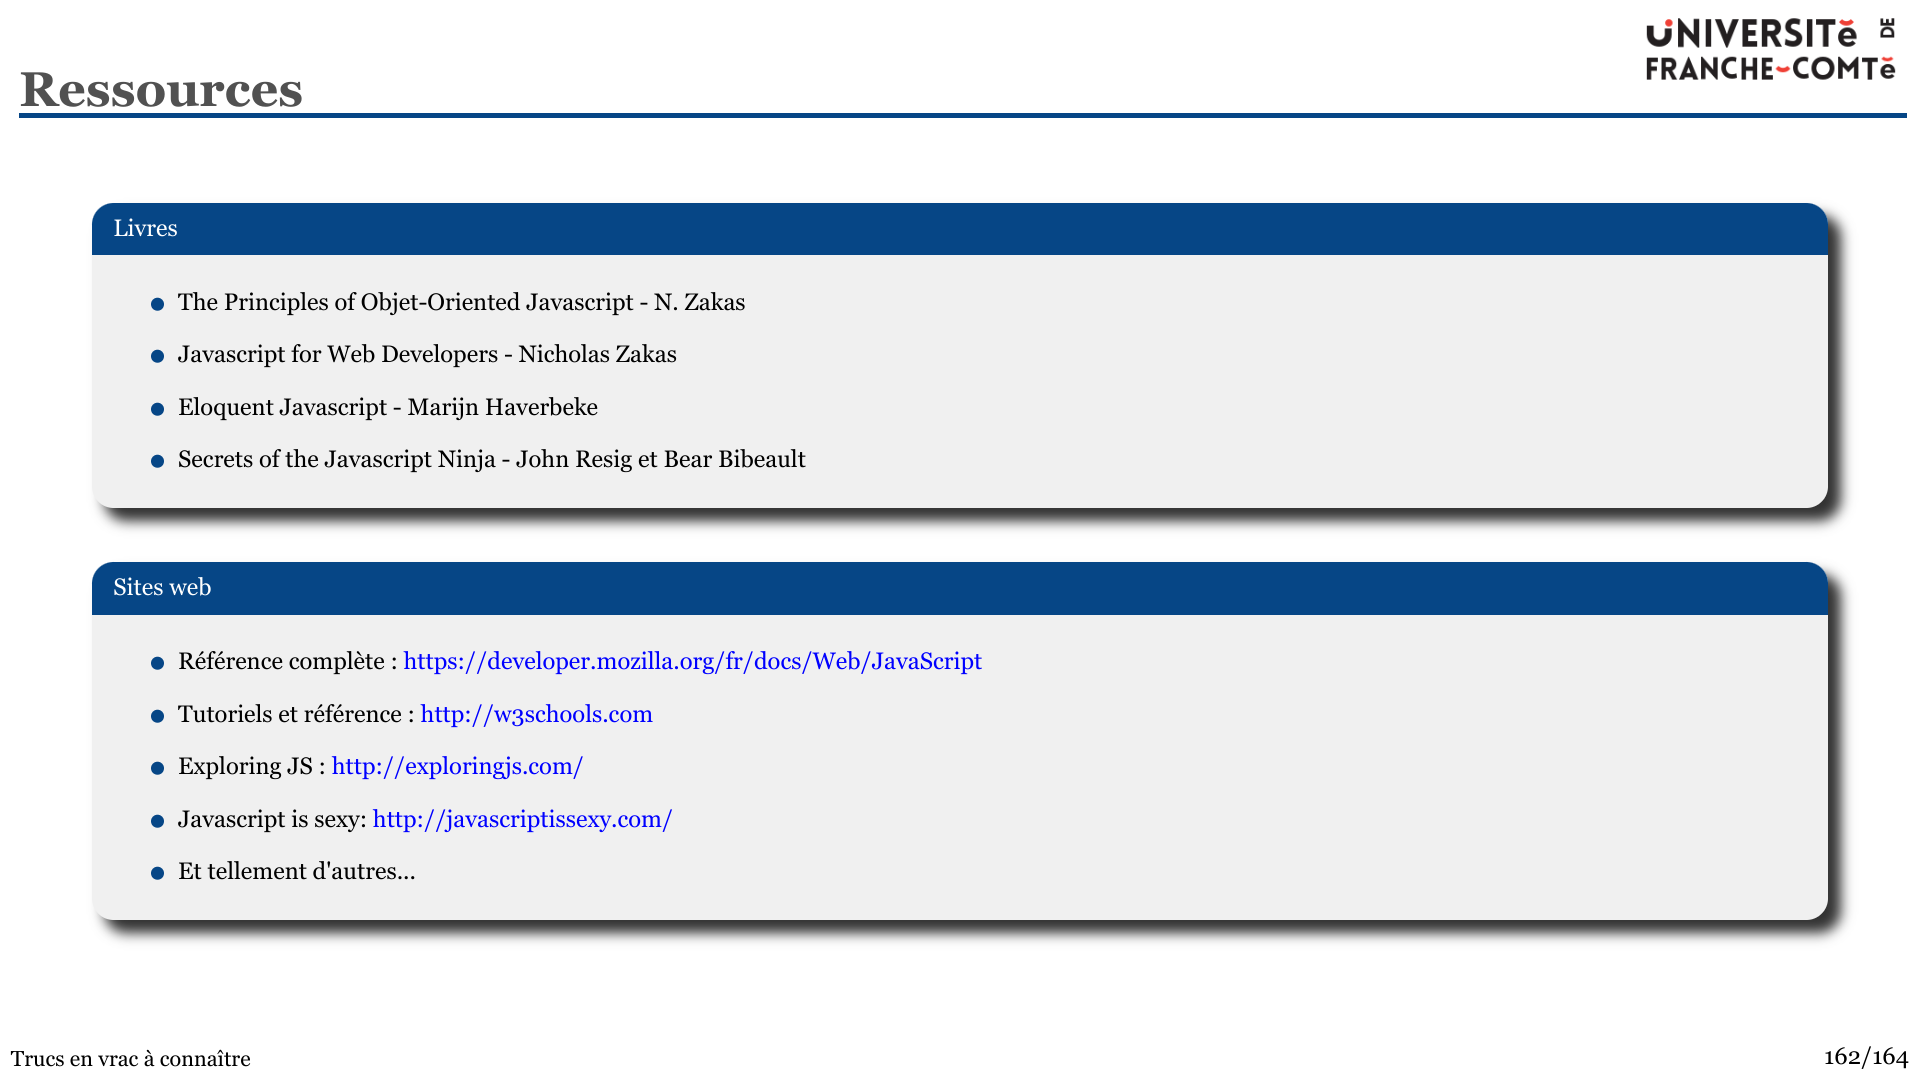 UNIVERSITĕ DE
FRANCHE-COMTĕ
Ressources
Livres
The Principles of Objet-Oriented Javascript - N. Zakas
Javascript for Web Developers - Nicholas Zakas
Eloquent Javascript - Marijn Haverbeke
Secrets of the Javascript Ninja - John Resig et Bear Bibeault
Sites web
Référence complète : https://developer.mozilla.org/fr/docs/Web/JavaScript
Tutoriels et référence : http://w3schools.com
Exploring JS : http://exploringjs.com/
Javascript is sexy: http://javascriptissexy.com/
Et tellement d'autres...
Trucs en vrac à connaître
162/164